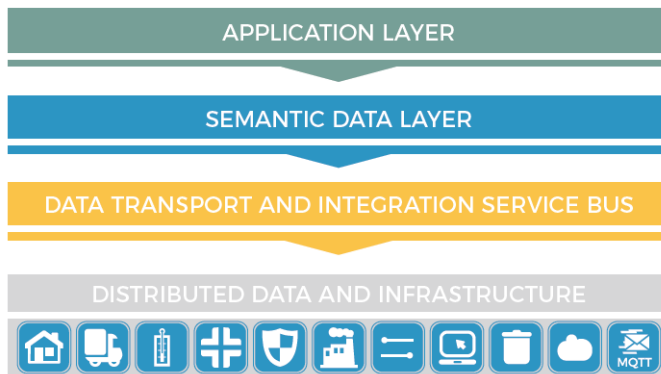 APPLICATION LAYER
SEMANTIC DATA LAYER
DATA TRANSPORT AND INTEGRATION SERVICE BUS
DISTRIBUTED DATA AND INFRASTRUCTURE
MQTT